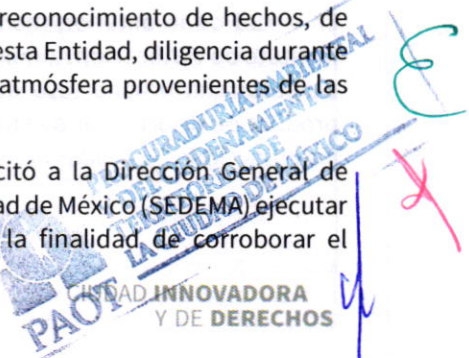 reconocimiento de hechos, de
esta Entidad, diligencia durante
atmósfera provenientes de las
PROCURADURÍA AMBIENTAL
Y DEL ORDENAMIENTO
TERRITORIAL DE
LA CIUDAD DE MÉXICO
citó a la Dirección General de
ad de México (SEDEMA) ejecutar
la finalidad de corroborar el
PAOT
CIUDAD INNOVADORA
Y DE DERECHOS